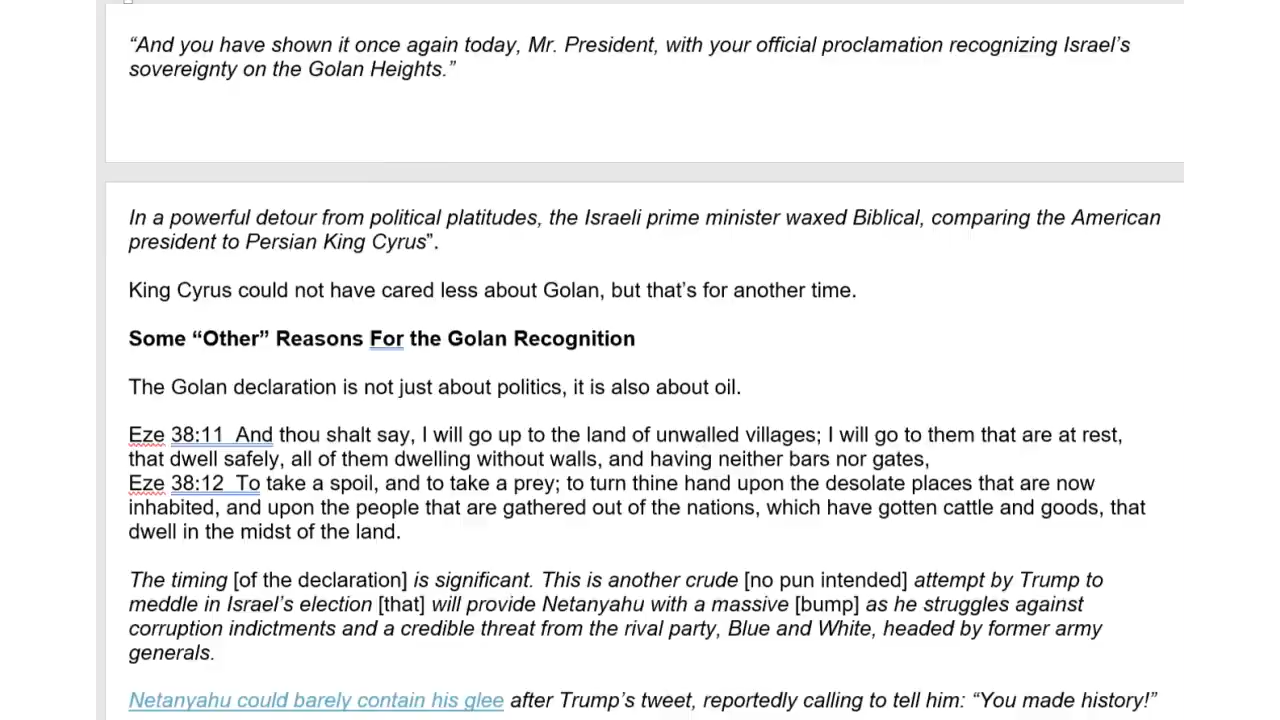 “And you have shown it once again today, Mr. President, with your official proclamation recognizing Israel’s
sovereignty on the Golan Heights.”
In a powerful detour from political platitudes, the Israeli prime minister waxed Biblical, comparing the American
president to Persian King Cyrus”.
King Cyrus could not have cared less about Golan, but that’s for another time.
Some “Other” Reasons For the Golan Recognition
The Golan declaration is not just about politics, it is also about oil.
Eze 38:11  And thou shalt say, I will go up to the land of unwalled villages; I will go to them that are at rest,
that dwell safely, all of them dwelling without walls, and having neither bars nor gates,
Eze 38:12  To take a spoil, and to take a prey; to turn thine hand upon the desolate places that are now
inhabited, and upon the people that are gathered out of the nations, which have gotten cattle and goods, that
dwell in the midst of the land.
The timing [of the declaration] is significant. This is another crude [no pun intended] attempt by Trump to
meddle in Israel’s election [that] will provide Netanyahu with a massive [bump] as he struggles against
corruption indictments and a credible threat from the rival party, Blue and White, headed by former army
generals.
Netanyahu could barely contain his glee after Trump’s tweet, reportedly calling to tell him: “You made history!”